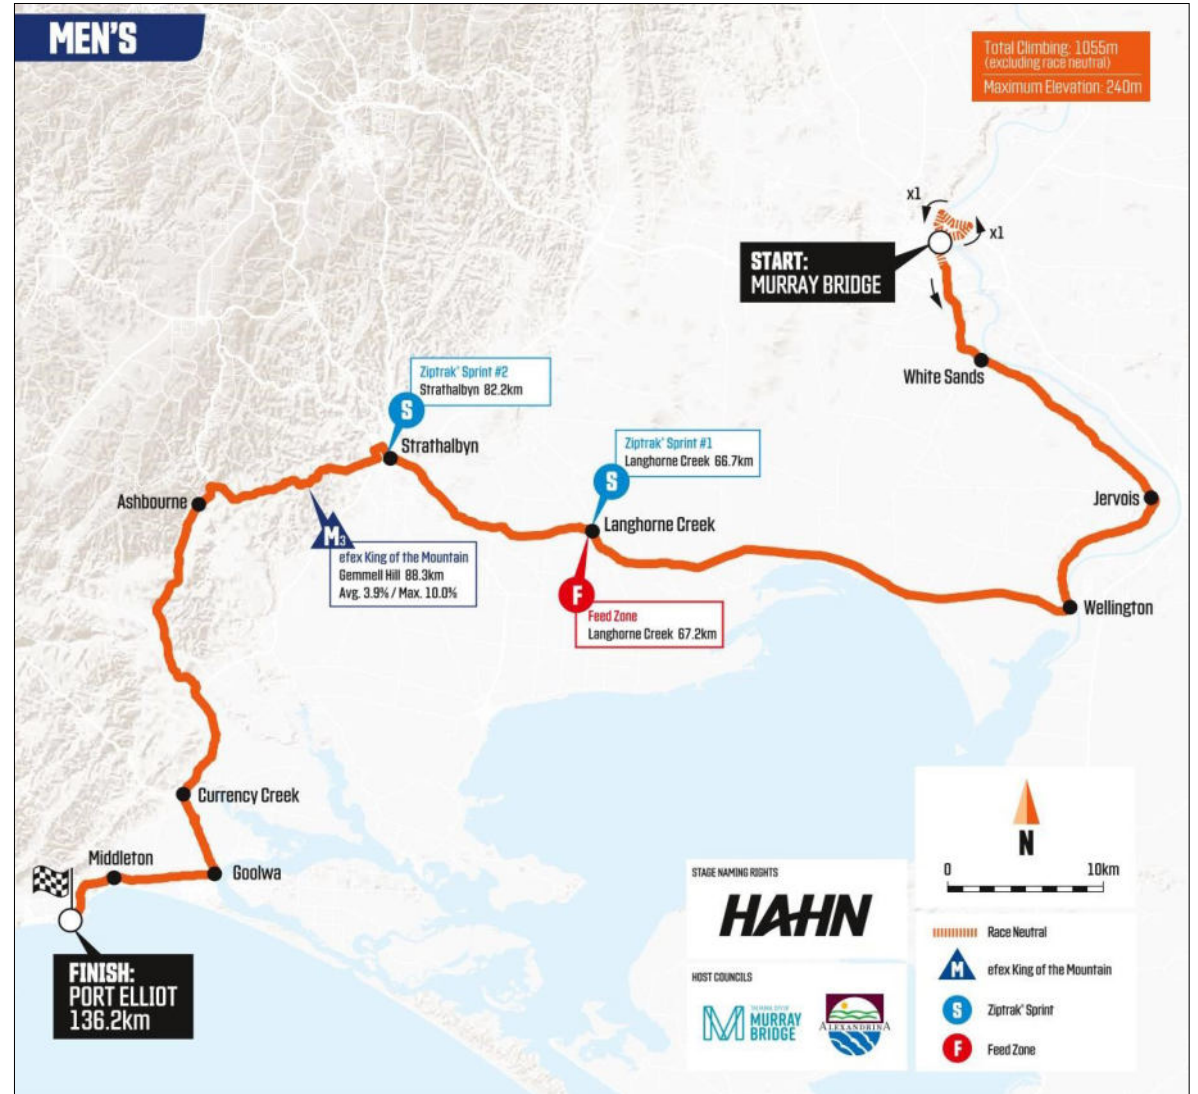 MEN'S
Total Climbing: 1055m
(excluding race neutral)
Maximum Elevation: 240m
x1
x1
START:
MURRAY BRIDGE
White Sands
Ziptrak' Sprint #2
Strathalbyn 82.2km
S
Strathalbyn
Ziptrak' Sprint #1
Langhorne Creek 66.7km
S
Ashbourne
Jervois
Langhorne Creek
M3
efex King of the Mountain
Gemmell Hill 88.3km
Avg. 3.9% / Max. 10.0%
F
Feed Zone
Langhorne Creek 67.2km
Wellington
Currency Creek
Middleton
Goolwa
FINISH:
PORT ELLIOT
136.2km
N
0 10km
STAGE NAMING RIGHTS
HAHN
HOST COUNCILS
MURRAY
BRIDGE
ALEXANDRINA
Race Neutral
M efex King of the Mountain
S Ziptrak' Sprint
F Feed Zone